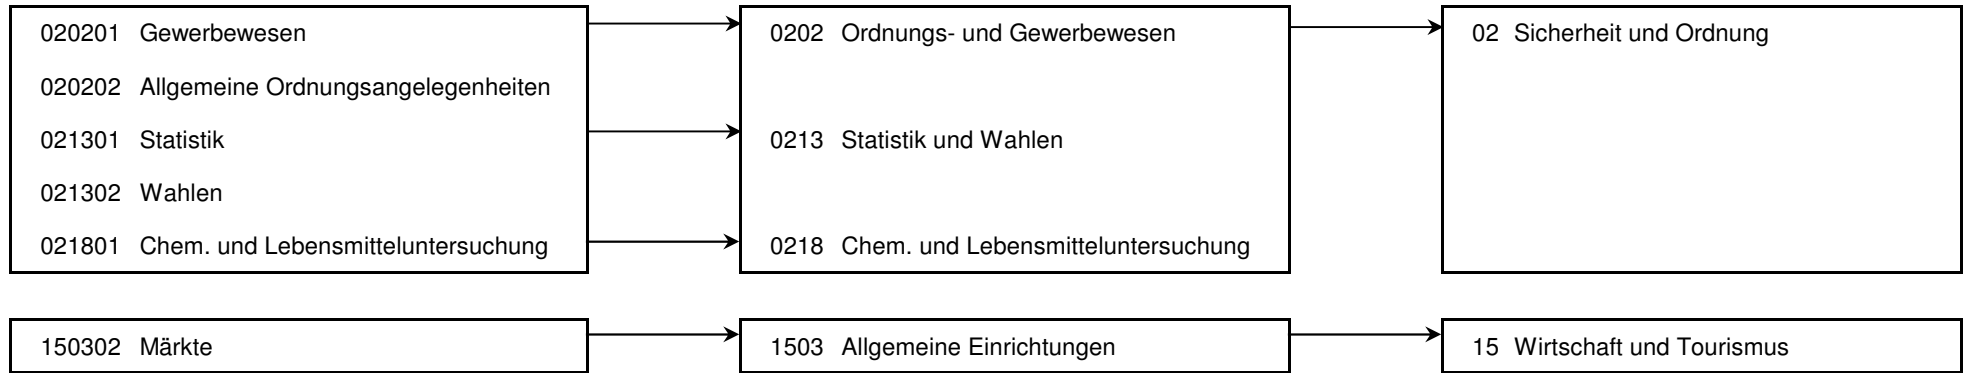 020201 Gewerbewesen 0202 Ordnungs- und Gewerbewesen 02 Sicherheit und Ordnung
020202 Allgemeine Ordnungsangelegenheiten
021301 Statistik 0213 Statistik und Wahlen
021302 Wahlen
021801 Chem. und Lebensmitteluntersuchung 0218 Chem. und Lebensmitteluntersuchung
150302 Märkte 1503 Allgemeine Einrichtungen 15 Wirtschaft und Tourismus